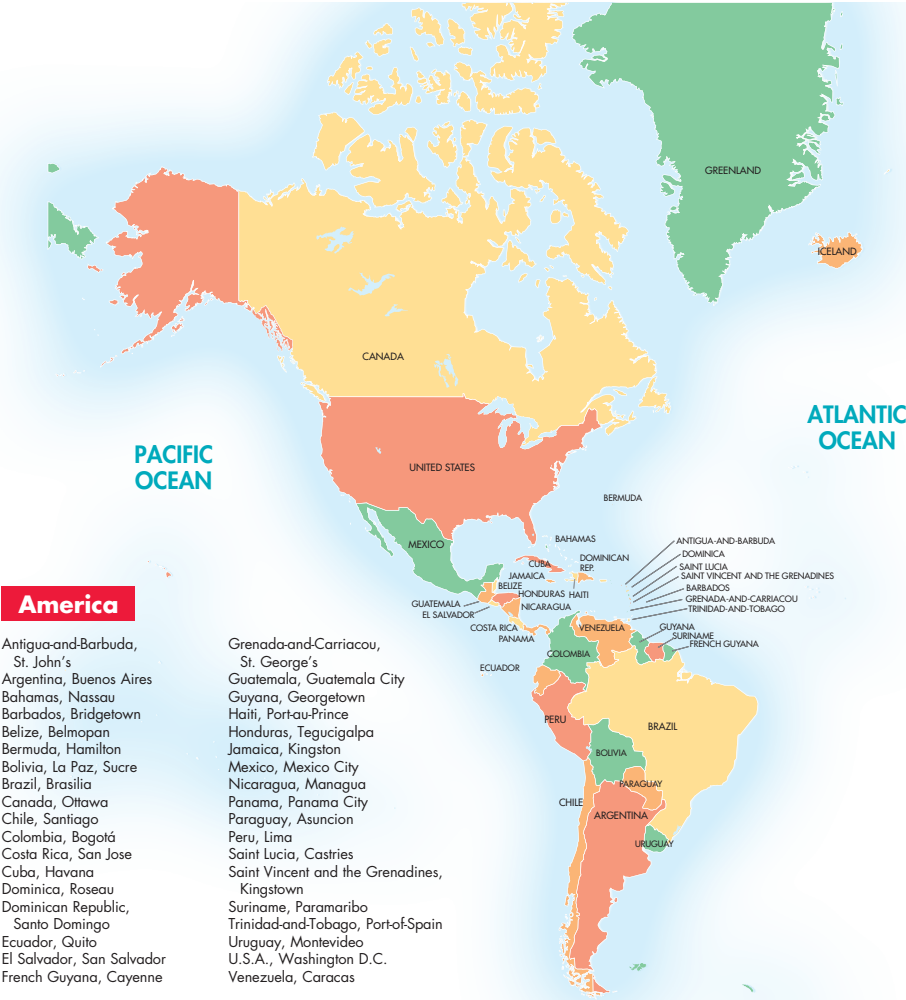 GREENLAND
ICELAND
CANADA
ATLANTIC
OCEAN
PACIFIC
OCEAN
UNITED STATES
BERMUDA
MEXICO
BAHAMAS
CUBA
DOMINICAN
REP.
JAMAICA
BELIZE
HONDURAS
HAITI
NICARAGUA
GUATEMALA
EL SALVADOR
COSTA RICA
PANAMA
ANTIGUA-AND-BARBUDA
DOMINICA
SAINT LUCIA
SAINT VINCENT AND THE GRENADINES
BARBADOS
GRENADA-AND-CARRIACOU
TRINIDAD-AND-TOBAGO
VENEZUELA
GUYANA
SURINAME
FRENCH GUYANA
COLOMBIA
ECUADOR
PERU
BRAZIL
BOLIVIA
PARAGUAY
CHILE
ARGENTINA
URUGUAY
America
Antigua-and-Barbuda,
St. John's
Argentina, Buenos Aires
Bahamas, Nassau
Barbados, Bridgetown
Belize, Belmopan
Bermuda, Hamilton
Bolivia, La Paz, Sucre
Brazil, Brasilia
Canada, Ottawa
Chile, Santiago
Colombia, Bogotá
Costa Rica, San Jose
Cuba, Havana
Dominica, Roseau
Dominican Republic,
Santo Domingo
Ecuador, Quito
El Salvador, San Salvador
French Guyana, Cayenne
Grenada-and-Carriacou,
St. George's
Guatemala, Guatemala City
Guyana, Georgetown
Haiti, Port-au-Prince
Honduras, Tegucigalpa
Jamaica, Kingston
Mexico, Mexico City
Nicaragua, Managua
Panama, Panama City
Paraguay, Asuncion
Peru, Lima
Saint Lucia, Castries
Saint Vincent and the Grenadines,
Kingstown
Suriname, Paramaribo
Trinidad-and-Tobago, Port-of-Spain
Uruguay, Montevideo
U.S.A., Washington D.C.
Venezuela, Caracas